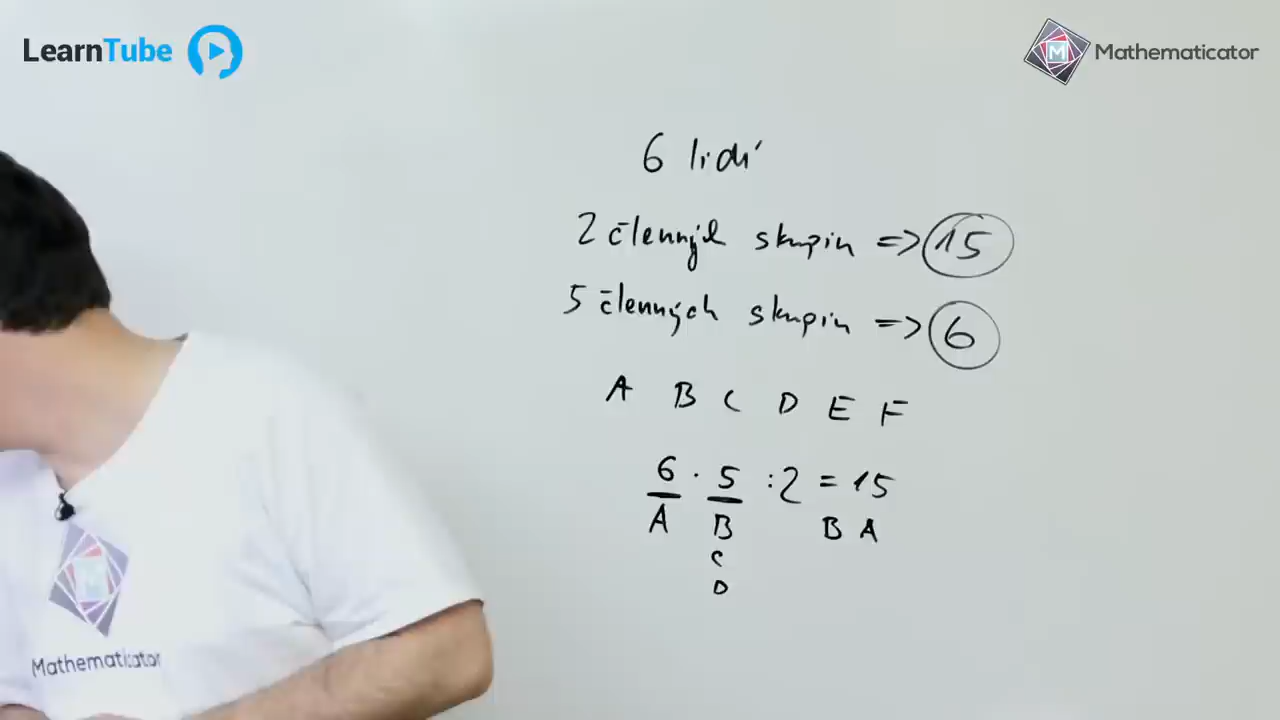 LearnTube
Mathematicator
6 lidí
2 členných skupin => 15
5 členných skupin => 6
A B C D E F
6 · 5 : 2 = 15
A B B A
C
D
Mathematicator